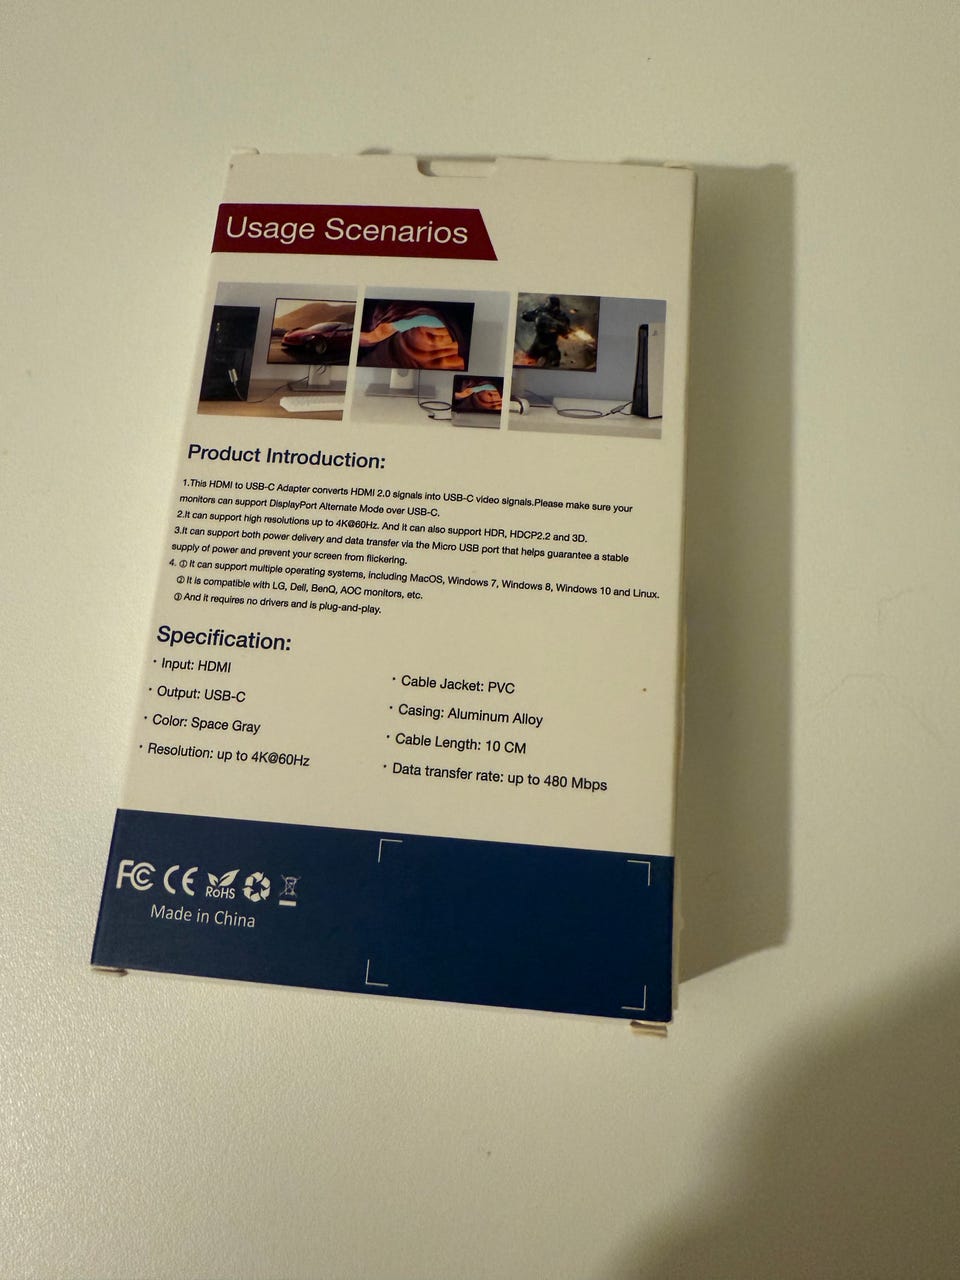 Usage Scenarios
Product Introduction:
1.This HDMI to USB-C Adapter converts HDMI 2.0 signals into USB-C video signals.Please make sure your
monitors can support DisplayPort Alternate Mode over USB-C.
2.It can support high resolutions up to 4K@60Hz. And it can also support HDR, HDCP2.2 and 3D.
3.It can support both power delivery and data transfer via the Micro USB port that helps guarantee a stable
supply of power and prevent your screen from flickering.
4. ① It can support multiple operating systems, including MacOS, Windows 7, Windows 8, Windows 10 and Linux.
② It is compatible with LG, Dell, BenQ, AOC monitors, etc.
③ And it requires no drivers and is plug-and-play.
Specification:
· Input: HDMI
· Output: USB-C
· Color: Space Gray
· Resolution: up to 4K@60Hz
· Cable Jacket: PVC
· Casing: Aluminum Alloy
· Cable Length: 10 CM
· Data transfer rate: up to 480 Mbps
FC CE RoHS
Made in China